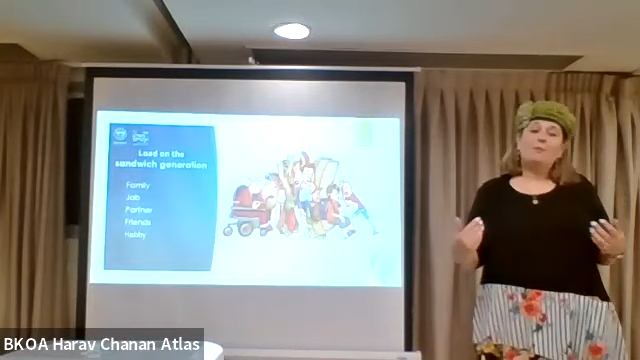 Load on the
sandwich generation
Family
Job
Partner
Friends
Hobby
BKOA Harav Chanan Atlas